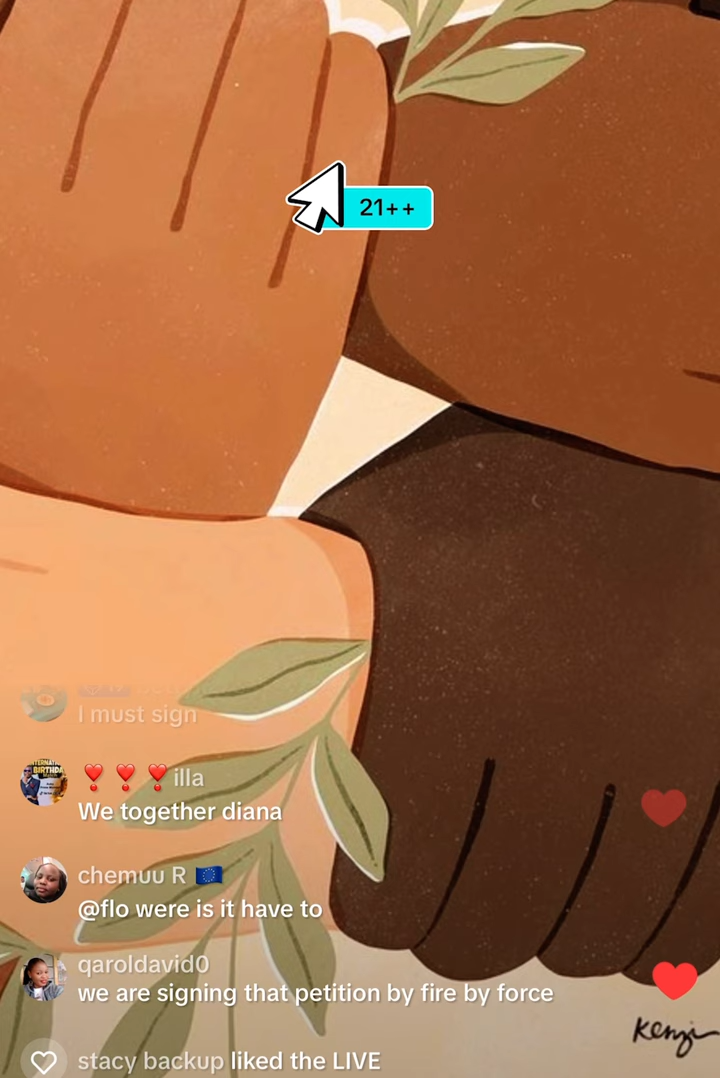 21++
I must sign
❣️❣️❣️illa
We together diana
chemuu R 🇪🇺
@flo were is it have to
qaroldavid0
we are signing that petition by fire by force
Kenji
stacy backup liked the LIVE